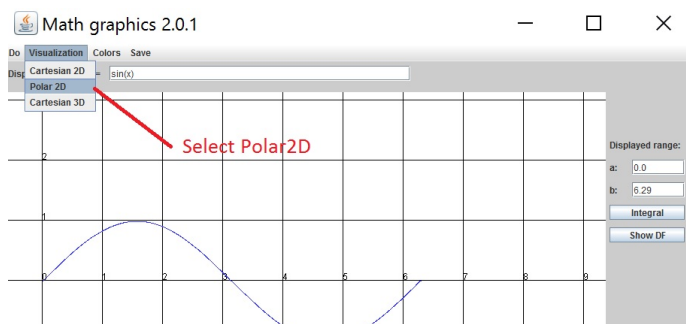 Math graphics 2.0.1
Do Visualization Colors Save
Disp = sin(x)
Cartesian 2D
Polar 2D
Cartesian 3D
Select Polar2D
Displayed range:
a: 0.0
b: 6.29
Integral
Show DF
2
1
0 1 2 3 4 5 6 7 8 9